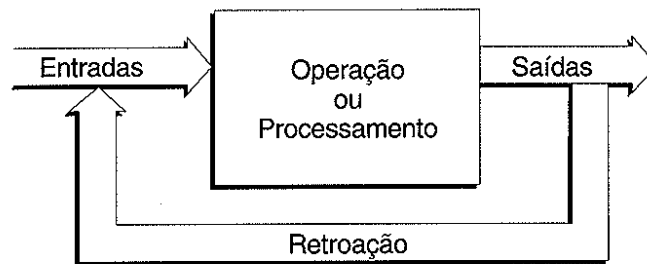 Entradas
Operação
ou
Processamento
Saídas
Retroação